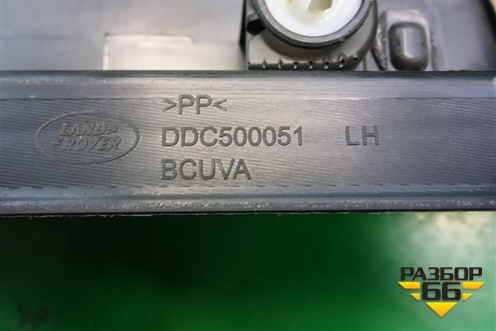 >PP<
LAND-
ROVER
DDC500051 LH
BCUVA
РАЗБОР
66